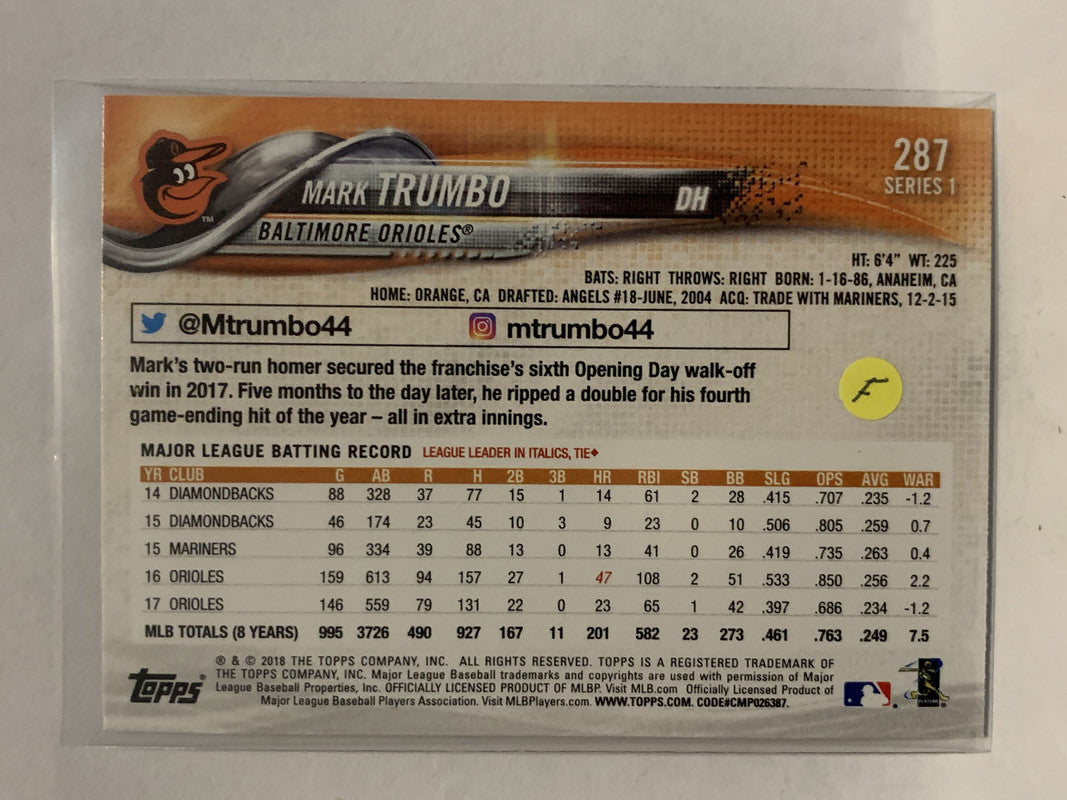 287
SERIES 1
MARK TRUMBO DH
BALTIMORE ORIOLES®
TM
HT: 6'4" WT: 225
BATS: RIGHT THROWS: RIGHT BORN: 1-16-86, ANAHEIM, CA
HOME: ORANGE, CA DRAFTED: ANGELS #18-JUNE, 2004 ACQ: TRADE WITH MARINERS, 12-2-15
@Mtrumbo44 mtrumbo44
Mark's two-run homer secured the franchise's sixth Opening Day walk-off
win in 2017. Five months to the day later, he ripped a double for his fourth
game-ending hit of the year – all in extra innings.
F
MAJOR LEAGUE BATTING RECORD LEAGUE LEADER IN ITALICS, TIE◆
YR CLUB G AB R H 2B 3B HR RBI SB BB SLG OPS AVG WAR
14 DIAMONDBACKS 88 328 37 77 15 1 14 61 2 28 .415 .707 .235 -1.2
15 DIAMONDBACKS 46 174 23 45 10 3 9 23 0 10 .506 .805 .259 0.7
15 MARINERS 96 334 39 88 13 0 13 41 0 26 .419 .735 .263 0.4
16 ORIOLES 159 613 94 157 27 1 47 108 2 51 .533 .850 .256 2.2
17 ORIOLES 146 559 79 131 22 0 23 65 1 42 .397 .686 .234 -1.2
MLB TOTALS (8 YEARS) 995 3726 490 927 167 11 201 582 23 273 .461 .763 .249 7.5
topps®
® & © 2018 THE TOPPS COMPANY, INC. ALL RIGHTS RESERVED. TOPPS IS A REGISTERED TRADEMARK OF
THE TOPPS COMPANY, INC. Major League Baseball trademarks and copyrights are used with permission of Major
League Baseball Properties, Inc. OFFICIALLY LICENSED PRODUCT OF MLBP. Visit MLB.com Officially Licensed Product of
Major League Baseball Players Association. Visit MLBPlayers.com. WWW.TOPPS.COM. CODE#CMP026387.